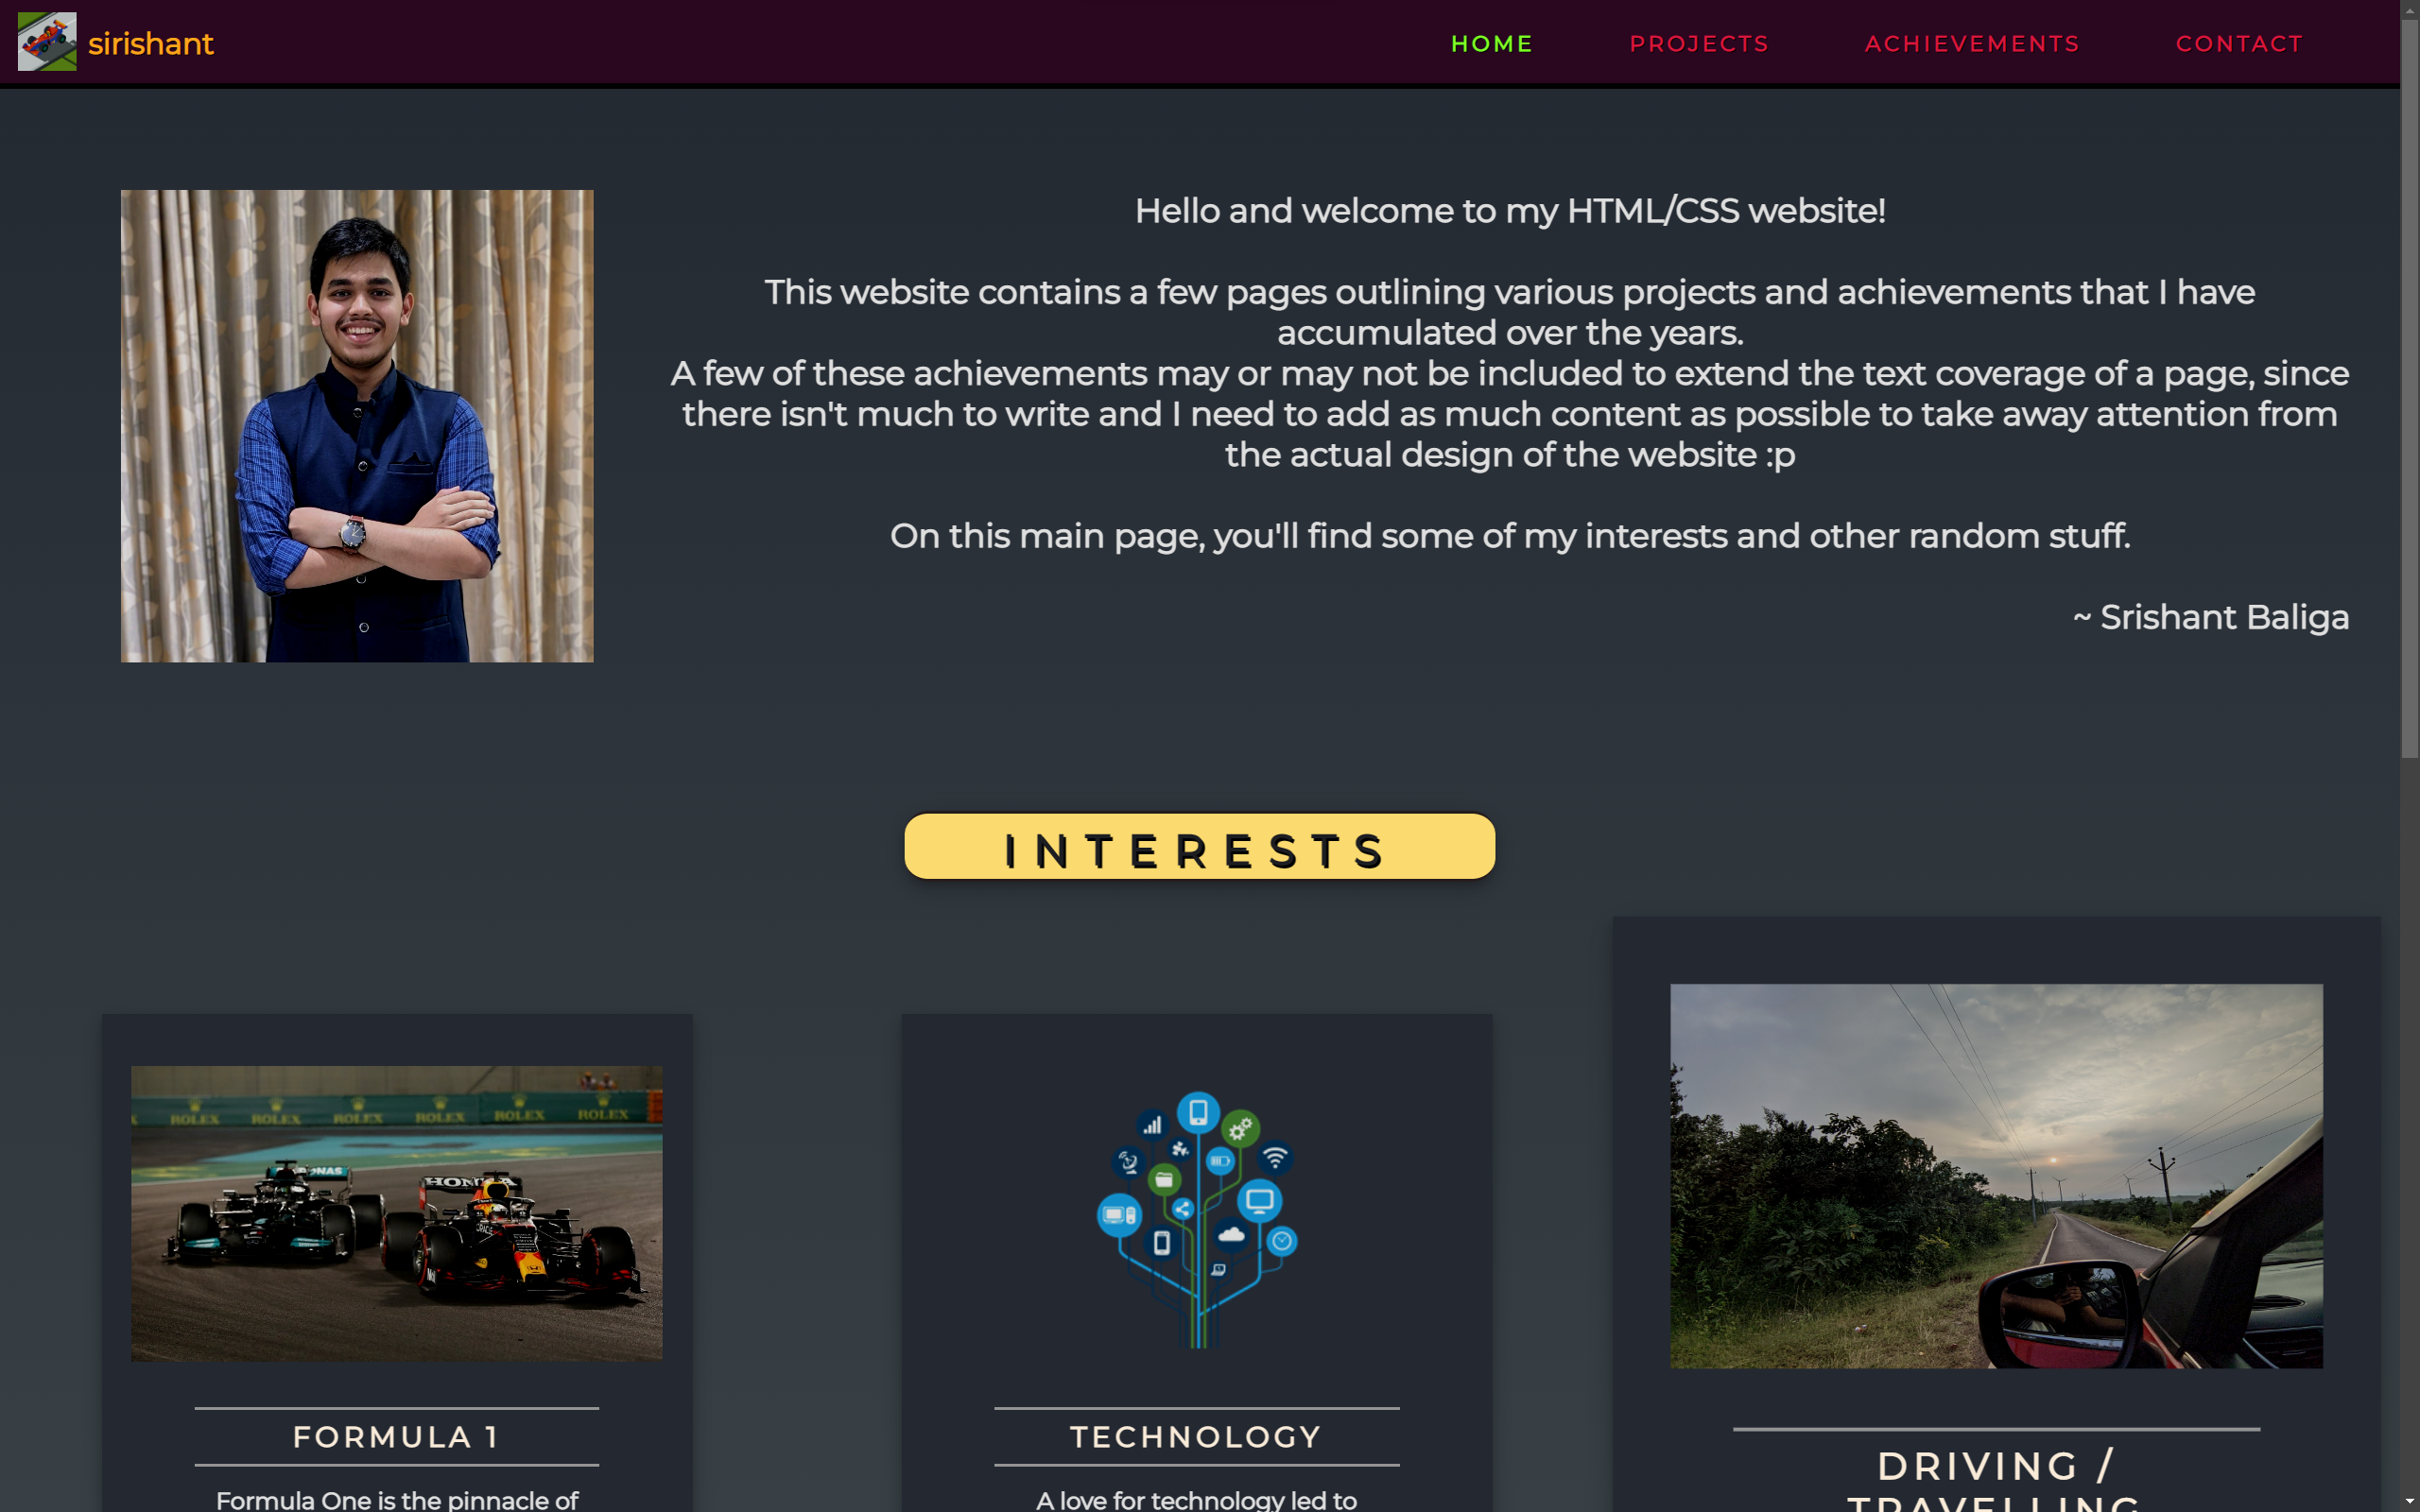 sirishant
HOME PROJECTS ACHIEVEMENTS CONTACT
Hello and welcome to my HTML/CSS website!
This website contains a few pages outlining various projects and achievements that I have
accumulated over the years.
A few of these achievements may or may not be included to extend the text coverage of a page, since
there isn't much to write and I need to add as much content as possible to take away attention from
the actual design of the website :p
On this main page, you'll find some of my interests and other random stuff.
~ Srishant Baliga
INTERESTS
ROLEX ROLEX ROLEX ROLEX ROLEX ROLEX
HONDA
FORMULA 1
Formula One is the pinnacle of
TECHNOLOGY
A love for technology led to
DRIVING /
TRAVELLING